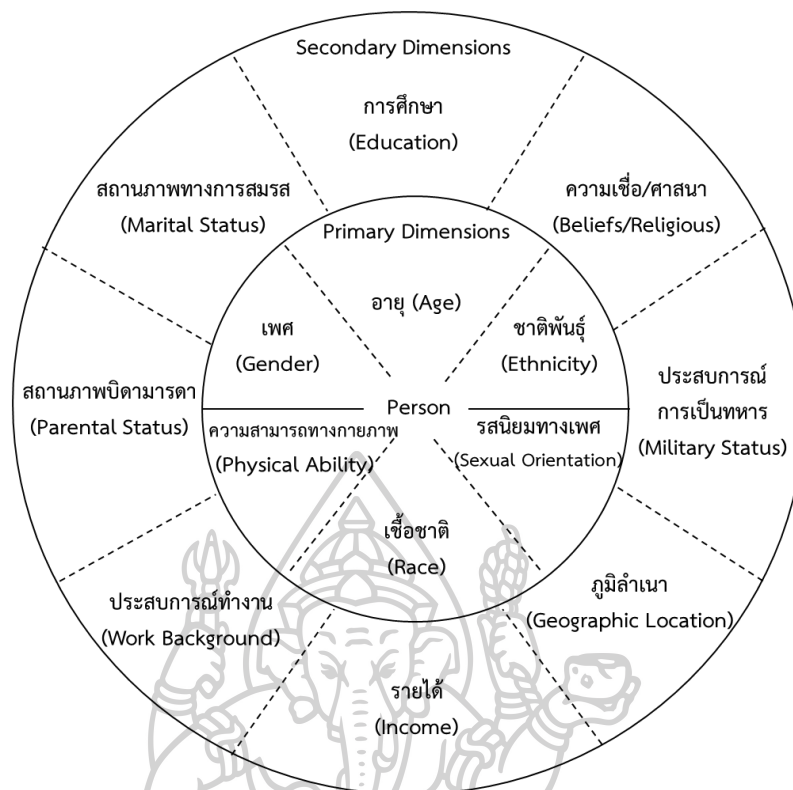 Secondary Dimensions
การศึกษา
(Education)
สถานภาพทางการสมรส
(Marital Status)
ความเชื่อ/ศาสนา
(Beliefs/Religious)
Primary Dimensions
อายุ (Age)
เพศ
(Gender)
ชาติพันธุ์
(Ethnicity)
สถานภาพบิดามารดา
(Parental Status)
ประสบการณ์
การเป็นทหาร
(Military Status)
Person
ความสามารถทางกายภาพ
(Physical Ability)
รสนิยมทางเพศ
(Sexual Orientation)
เชื้อชาติ
(Race)
ประสบการณ์ทำงาน
(Work Background)
ภูมิลำเนา
(Geographic Location)
รายได้
(Income)